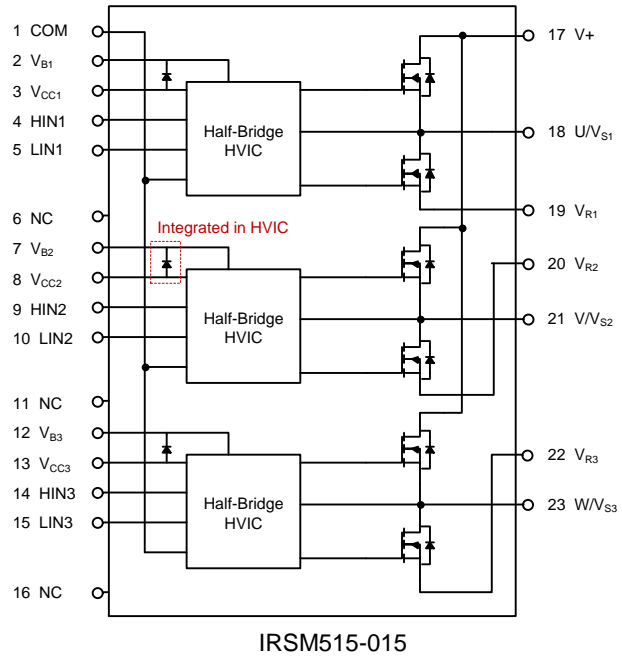 1 COM
2 VB1
3 VCC1
4 HIN1
5 LIN1
6 NC
7 VB2
8 VCC2
9 HIN2
10 LIN2
11 NC
12 VB3
13 VCC3
14 HIN3
15 LIN3
16 NC
Half-Bridge
HVIC
Integrated in HVIC
Half-Bridge
HVIC
Half-Bridge
HVIC
17 V+
18 U/VS1
19 VR1
20 VR2
21 V/VS2
22 VR3
23 W/VS3
IRSM515-015